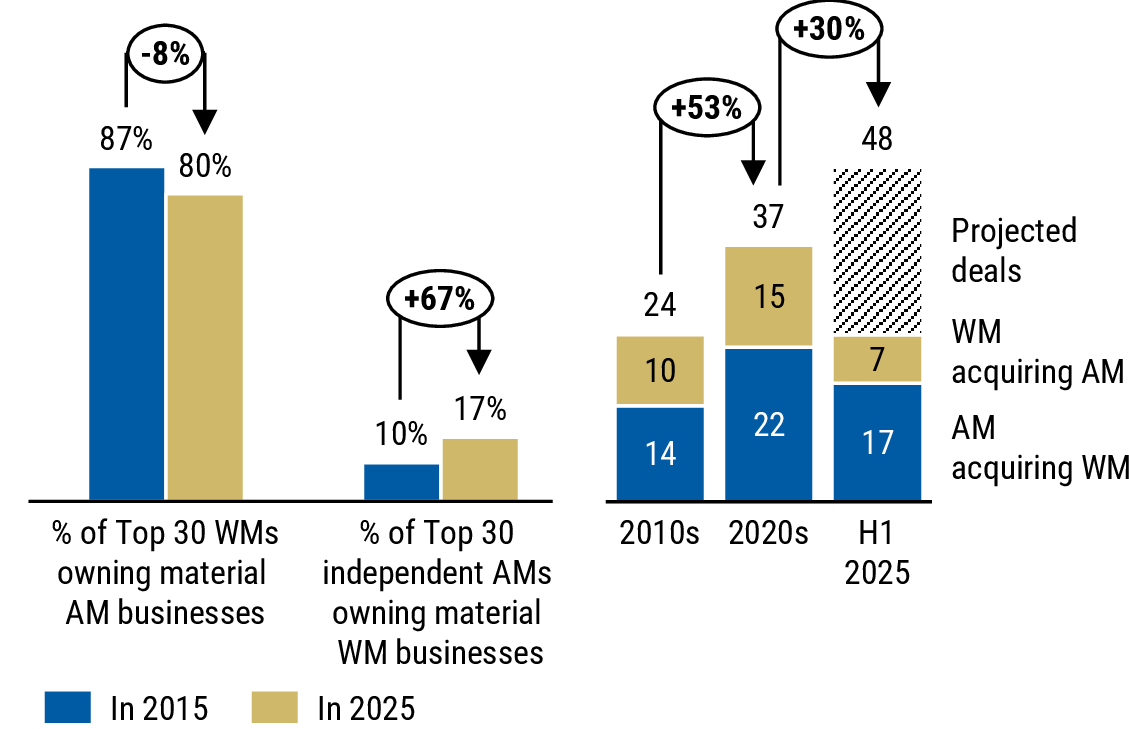 -8%
87%
80%
+67%
10%
17%
% of Top 30 WMs
owning material
AM businesses
% of Top 30
independent AMs
owning material
WM businesses
In 2015
In 2025
+53%
+30%
24
37
48
10
15
7
14
22
17
2010s
2020s
H1
2025
Projected
deals
WM
acquiring AM
AM
acquiring WM